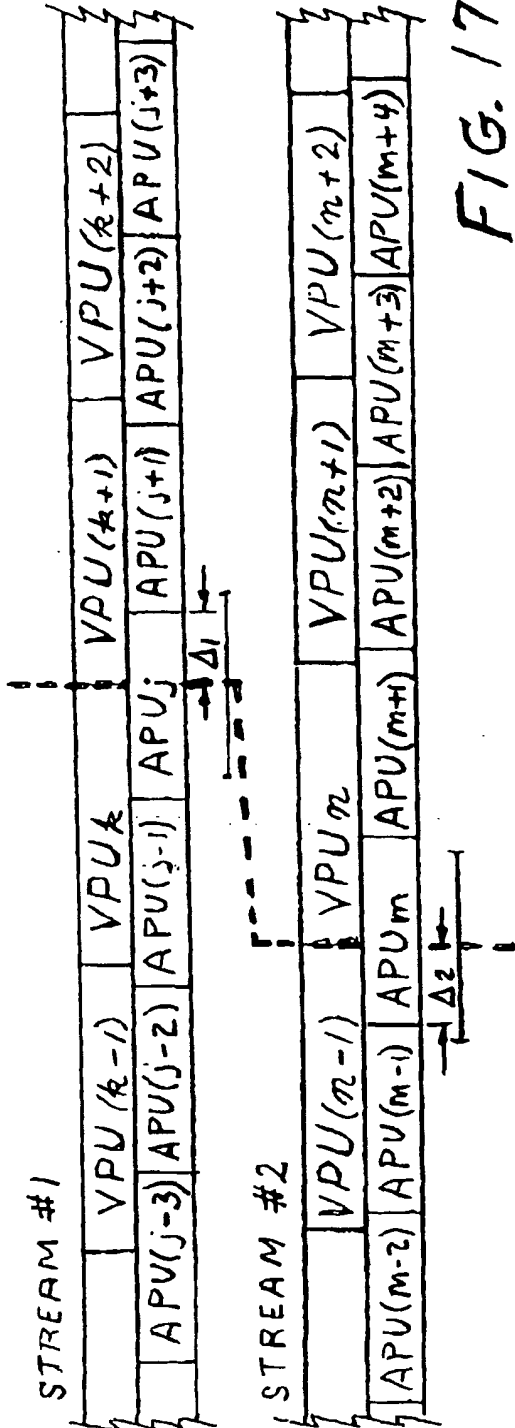 STREAM #1
VPU(k-1) VPUk VPU(k+1) VPU(k+2)
APU(j-3) APU(j-2) APU(j-1) APUj APU(j+1) APU(j+2) APU(j+3)
Δ1
STREAM #2
VPU(n-1) VPUn VPU(n+1) VPU(n+2)
APU(m-2) APU(m-1) APUm APU(m+1) APU(m+2) APU(m+3) APU(m+4)
Δ2
FIG. 17